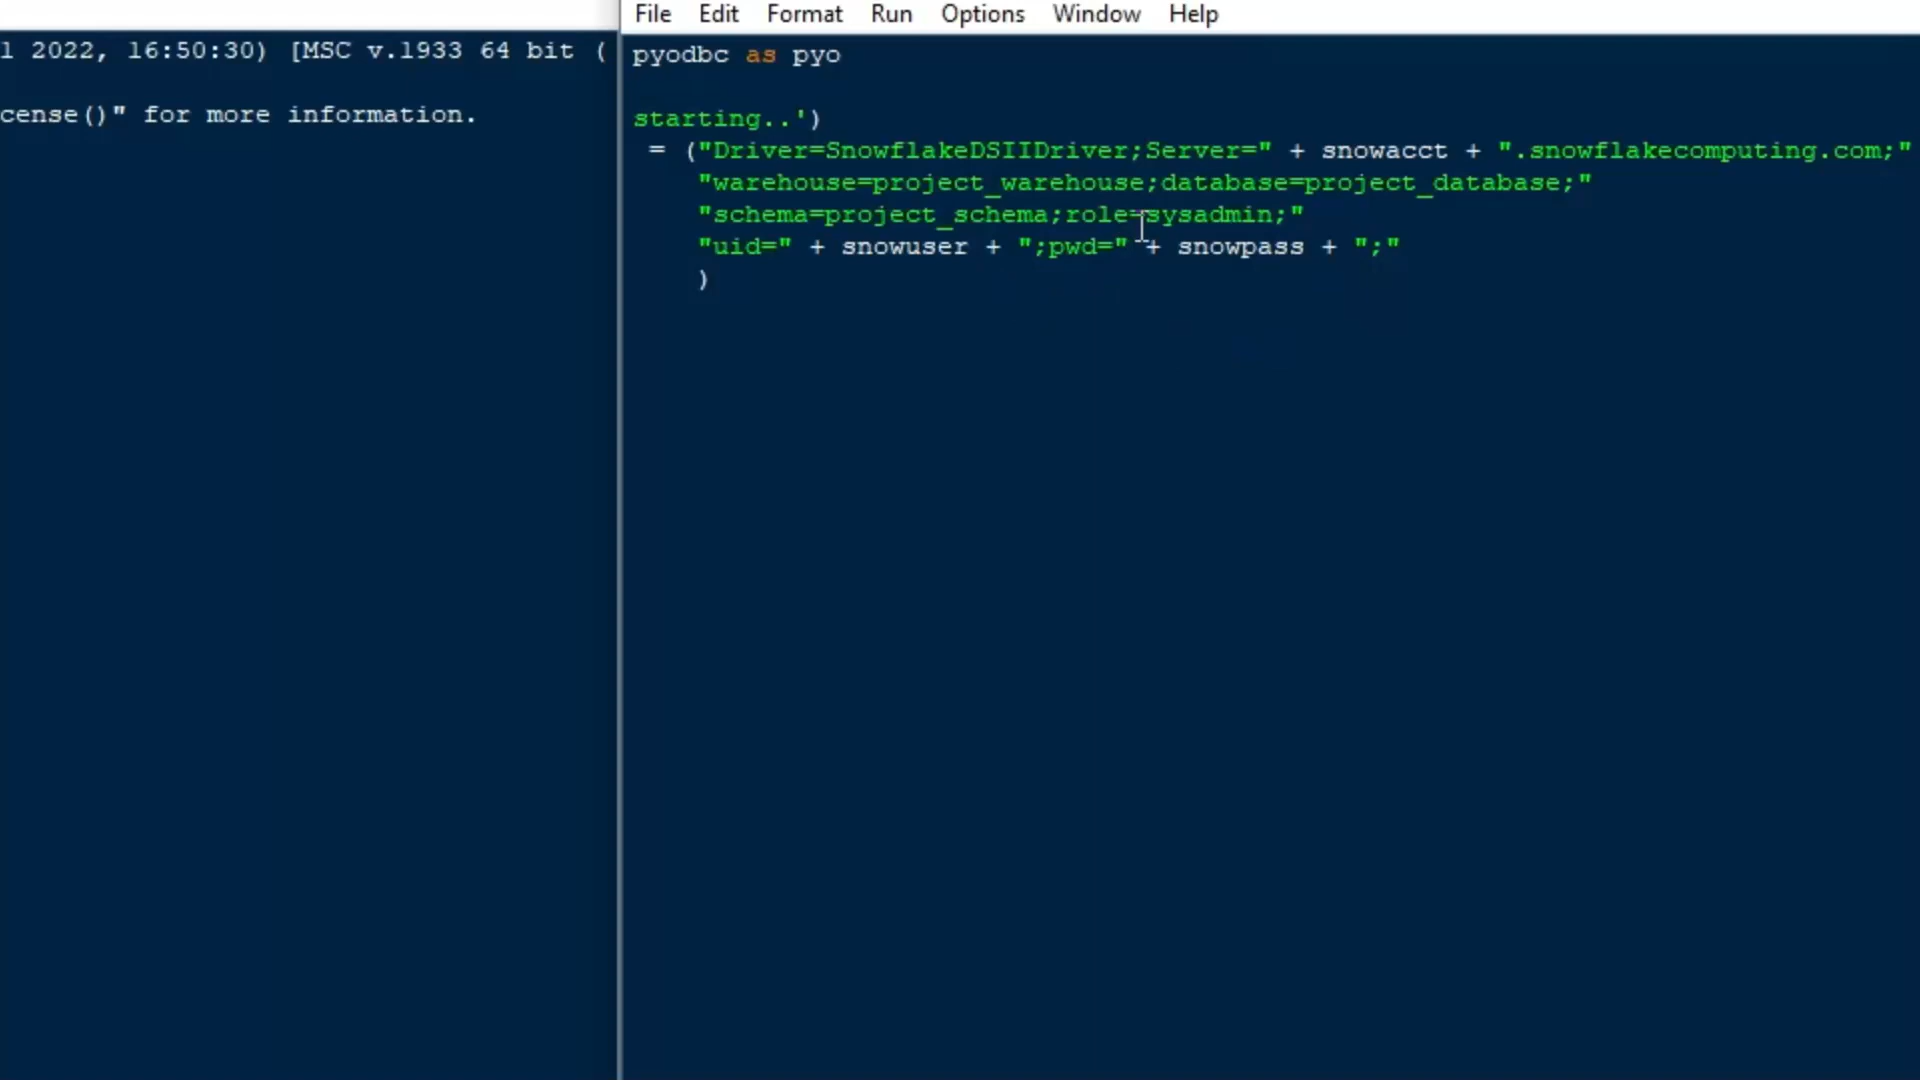 l 2022, 16:50:30) [MSC v.1933 64 bit (
cense()" for more information.
File Edit Format Run Options Window Help
pyodbc as pyo
starting..')
= ("Driver=SnowflakeDSIIDriver;Server=" + snowacct + ".snowflakecomputing.com;"
"warehouse=project_warehouse;database=project_database;"
"schema=project_schema;role=sysadmin;"
"uid=" + snowuser + ";pwd=" + snowpass + ";"
)